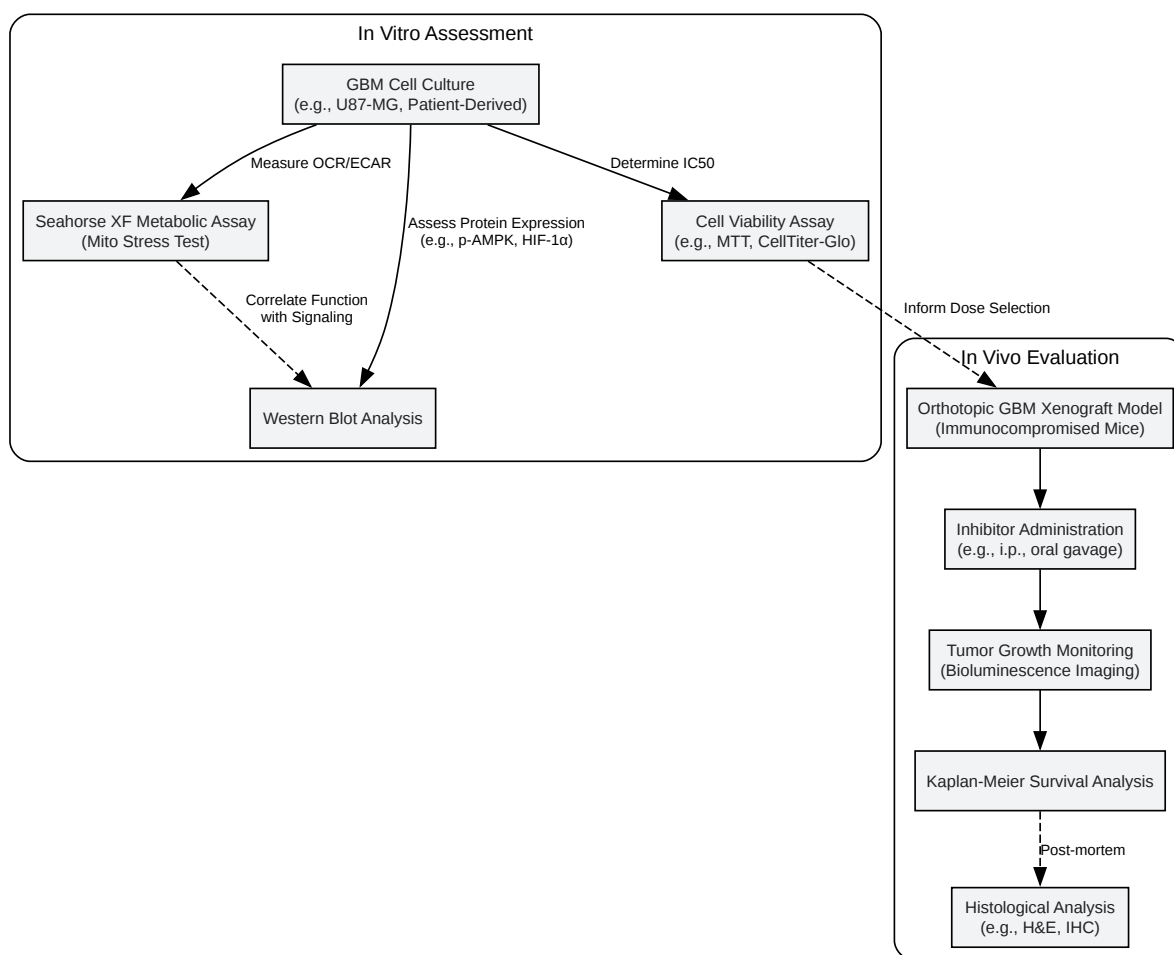 In Vitro Assessment
GBM Cell Culture
(e.g., U87-MG, Patient-Derived)
Measure OCR/ECAR
Determine IC50
Seahorse XF Metabolic Assay
(Mito Stress Test)
Assess Protein Expression
(e.g., p-AMPK, HIF-1α)
Cell Viability Assay
(e.g., MTT, CellTiter-Glo)
Correlate Function
with Signaling
Inform Dose Selection
Western Blot Analysis
In Vivo Evaluation
Orthotopic GBM Xenograft Model
(Immunocompromised Mice)
Inhibitor Administration
(e.g., i.p., oral gavage)
Tumor Growth Monitoring
(Bioluminescence Imaging)
Kaplan-Meier Survival Analysis
Post-mortem
Histological Analysis
(e.g., H&E, IHC)